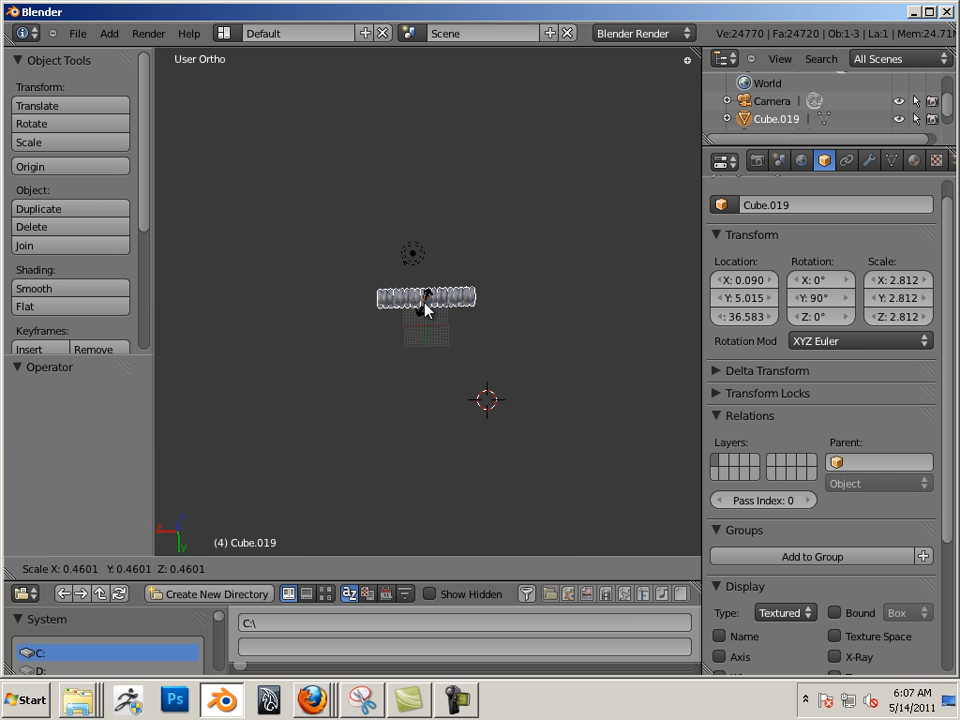 Blender
File Add Render Help Default Scene Blender Render Ve:24770 | Fa:24720 | Ob:1-3 | La:1 | Mem:24.71
Object Tools
Transform:
Translate
Rotate
Scale
Origin
Object:
Duplicate
Delete
Join
Shading:
Smooth
Flat
Keyframes:
Insert Remove
Operator
User Ortho
(4) Cube.019
Scale X: 0.4601 Y: 0.4601 Z: 0.4601
View Search All Scenes
World
Camera
Cube.019
Cube.019
Transform
Location: Rotation: Scale:
X: 0.090 X: 0° X: 2.812
Y: 5.015 Y: 90° Y: 2.812
: 36.583 Z: 0° Z: 2.812
Rotation Mod XYZ Euler
Delta Transform
Transform Locks
Relations
Layers: Parent:
Object
Pass Index: 0
Groups
Add to Group
Display
Type: Textured Bound Box
Name Texture Space
Axis X-Ray
Create New Directory Show Hidden
System
C:
D:
C:\
Start
Ps
6:07 AM
5/14/2011